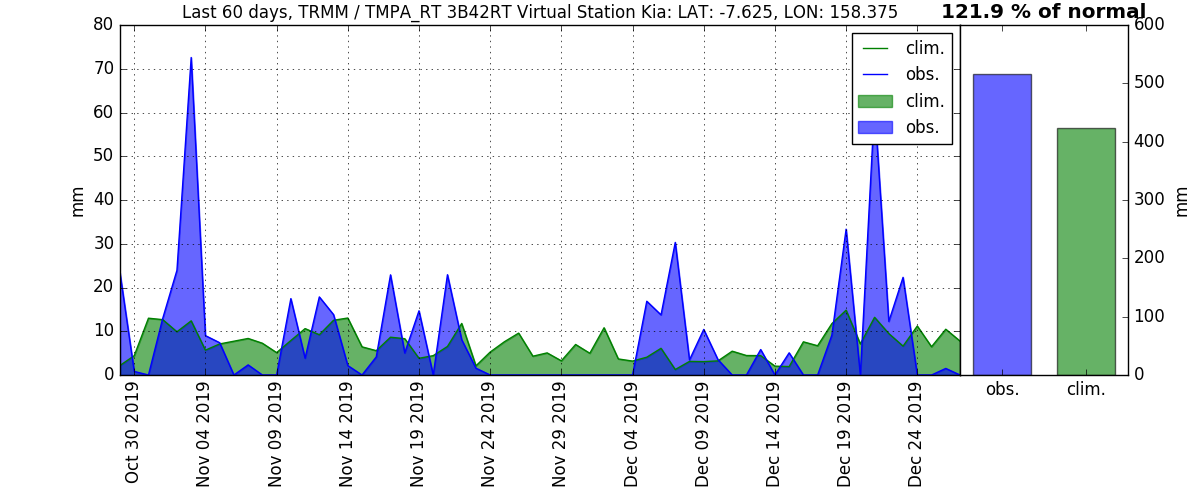 Last 60 days, TRMM / TMPA_RT 3B42RT Virtual Station Kia: LAT: -7.625, LON: 158.375
121.9 % of normal
80
70
60
50
40
30
20
10
0
mm
clim.
obs.
clim.
obs.
600
500
400
300
200
100
0
mm
obs. clim.
Oct 30 2019
Nov 04 2019
Nov 09 2019
Nov 14 2019
Nov 19 2019
Nov 24 2019
Nov 29 2019
Dec 04 2019
Dec 09 2019
Dec 14 2019
Dec 19 2019
Dec 24 2019